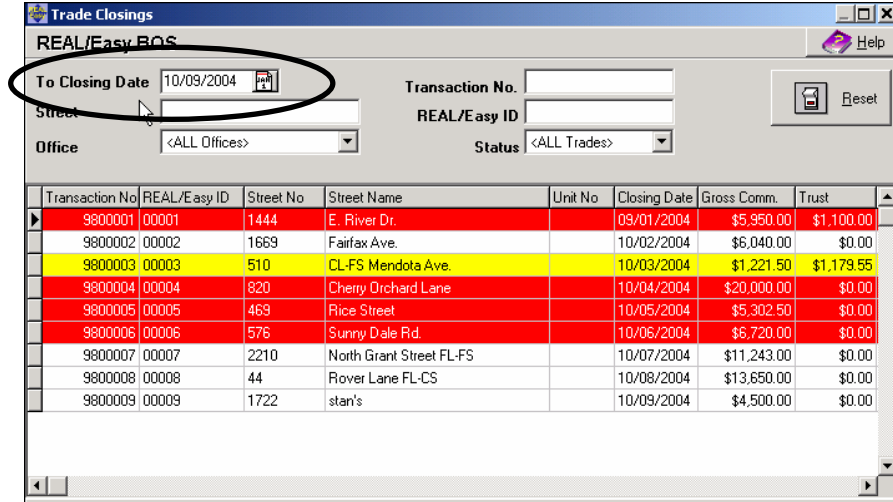 Trade Closings
REAL/Easy BOS
Help
To Closing Date 10/09/2004 JAN 1
Transaction No.
Street
REAL/Easy ID
Reset
Office <ALL Offices>
Status <ALL Trades>
Transaction No REAL/Easy ID Street No Street Name Unit No Closing Date Gross Comm. Trust
9800001 00001 1444 E. River Dr. 09/01/2004 $5,950.00 $1,100.00
9800002 00002 1669 Fairfax Ave. 10/02/2004 $6,040.00 $0.00
9800003 00003 510 CL-FS Mendota Ave. 10/03/2004 $1,221.50 $1,179.55
9800004 00004 820 Cherry Orchard Lane 10/04/2004 $20,000.00 $0.00
9800005 00005 469 Rice Street 10/05/2004 $5,302.50 $0.00
9800006 00006 576 Sunny Dale Rd. 10/06/2004 $6,720.00 $0.00
9800007 00007 2210 North Grant Street FL-FS 10/07/2004 $11,243.00 $0.00
9800008 00008 44 Rover Lane FL-CS 10/08/2004 $13,650.00 $0.00
9800009 00009 1722 stan's 10/09/2004 $4,500.00 $0.00